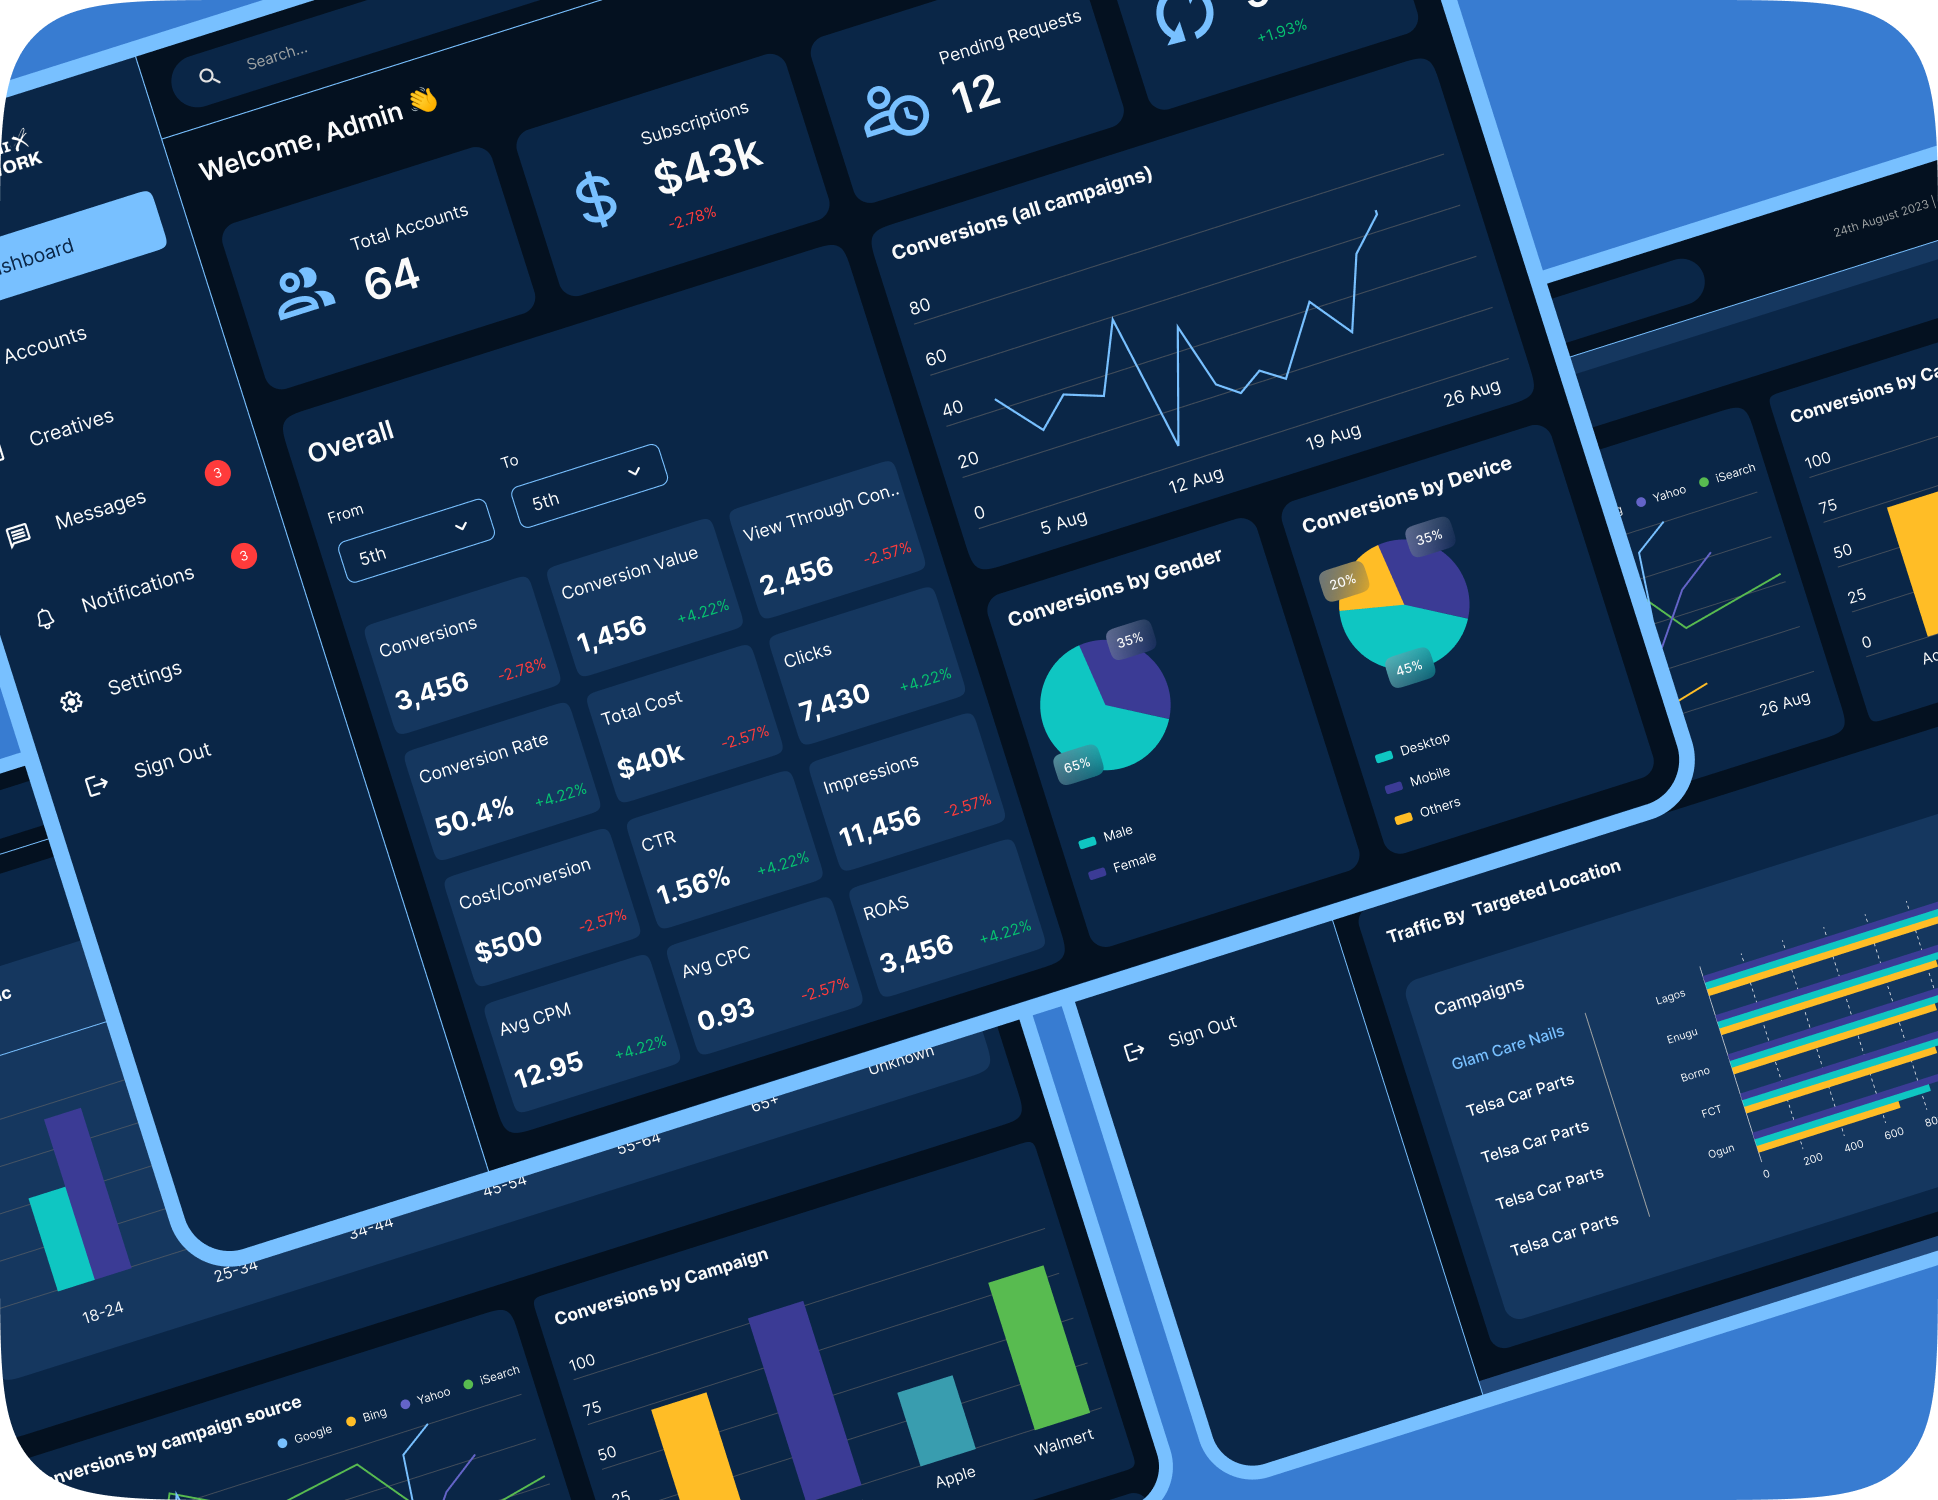 Search...
Welcome, Admin 👋
ORK
shboard
Accounts
Creatives
Messages
3
Notifications
3
Settings
Sign Out
Total Accounts
64
Subscriptions
$43k
-2.78%
Pending Requests
12
+1.93%
Overall
From
5th
To
5th
Conversions
3,456
-2.78%
Conversion Value
1,456
+4.22%
View Through Con..
2,456
-2.57%
Conversion Rate
50.4%
+4.22%
Total Cost
$40k
-2.57%
Clicks
7,430
+4.22%
Cost/Conversion
$500
-2.57%
CTR
1.56%
+4.22%
Impressions
11,456
-2.57%
Avg CPM
12.95
+4.22%
Avg CPC
0.93
-2.57%
ROAS
3,456
+4.22%
Conversions (all campaigns)
80
60
40
20
0
5 Aug
12 Aug
19 Aug
26 Aug
Conversions by Gender
35%
65%
Male
Female
Conversions by Device
35%
20%
45%
Desktop
Mobile
Others
24th August 2023 |
Yahoo
iSearch
26 Aug
Conversions by Ca
100
75
50
25
0
Ac
Traffic By Targeted Location
Campaigns
Glam Care Nails
Telsa Car Parts
Telsa Car Parts
Telsa Car Parts
Telsa Car Parts
Lagos
Enugu
Borno
FCT
Ogun
0
200
400
600
80
Sign Out
c
18-24
25-34
34-44
45-54
55-64
65+
Unknown
nversions by campaign source
Google
Bing
Yahoo
iSearch
Conversions by Campaign
100
75
50
25
Apple
Walmert